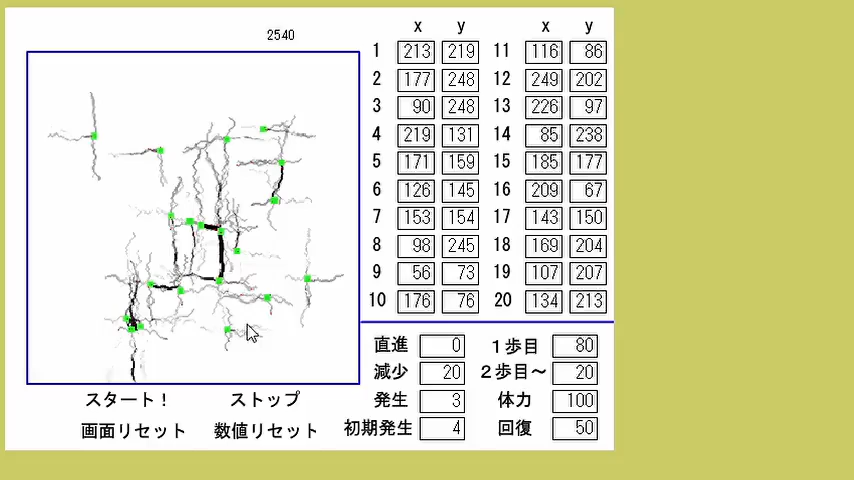 2540
x y x y
1 213 219 11 116 86
2 177 248 12 249 202
3 90 248 13 226 97
4 219 131 14 85 238
5 171 159 15 185 177
6 126 145 16 209 67
7 153 154 17 143 150
8 98 245 18 169 204
9 56 73 19 107 207
10 176 76 20 134 213
直進 0 1歩目 80
減少 20 2歩目～ 20
発生 3 体力 100
初期発生 4 回復 50
スタート! ストップ
画面リセット 数値リセット